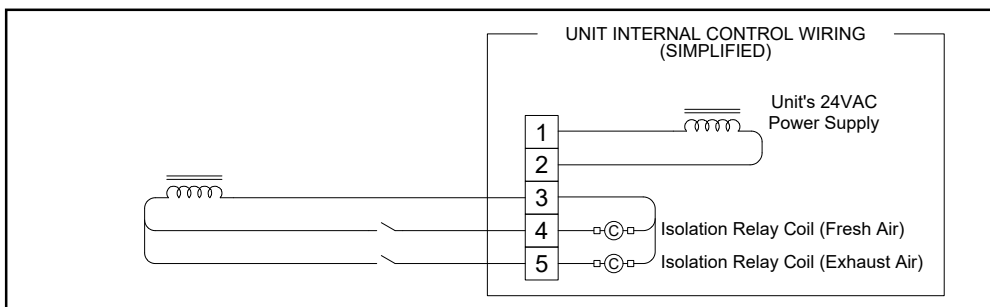 UNIT INTERNAL CONTROL WIRING
(SIMPLIFIED)
Unit's 24VAC
Power Supply
1
2
3
4
C
Isolation Relay Coil (Fresh Air)
5
C
Isolation Relay Coil (Exhaust Air)